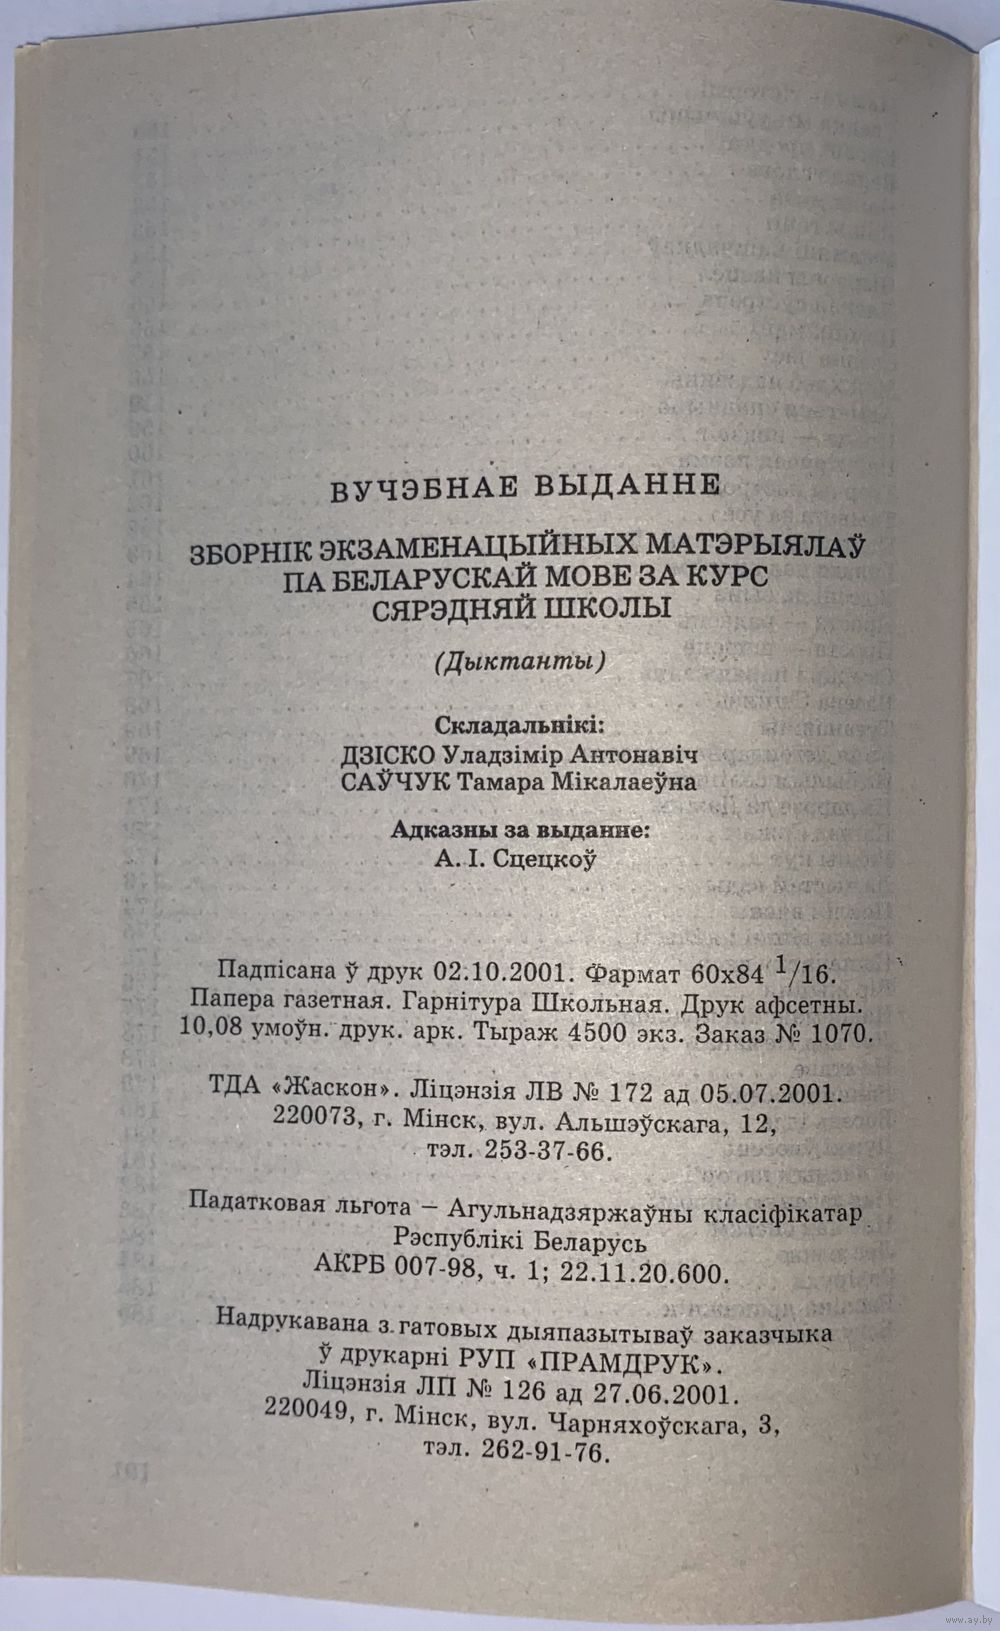 ВУЧЭБНАЕ ВЫДАННЕ
ЗБОРНІК ЭКЗАМЕНАЦЫЙНЫХ МАТЭРЫЯЛАЎ
ПА БЕЛАРУСКАЙ МОВЕ ЗА КУРС
СЯРЭДНЯЙ ШКОЛЫ
(Дыктанты)
Складальнікі:
ДЗІСКО Уладзімір Антонавіч
САЎЧУК Тамара Мікалаеўна
Адказны за выданне:
А. І. Сцецкоў
Падпісана ў друк 02.10.2001. Фармат 60х84 1/16.
Папера газетная. Гарнітура Школьная. Друк афсетны.
10,08 умоўн. друк. арк. Тыраж 4500 экз. Заказ № 1070.
ТДА «Жаскон». Ліцэнзія ЛВ № 172 ад 05.07.2001.
220073, г. Мінск, вул. Альшэўскага, 12,
тэл. 253-37-66.
Падатковая льгота – Агульнадзяржаўны класіфікатар
Рэспублікі Беларусь
АКРБ 007-98, ч. 1; 22.11.20.600.
Надрукавана з гатовых дыяпазытываў заказчыка
ў друкарні РУП «ПРАМДРУК».
Ліцэнзія ЛП № 126 ад 27.06.2001.
220049, г. Мінск, вул. Чарняхоўскага, 3,
тэл. 262-91-76.
www.ay.by